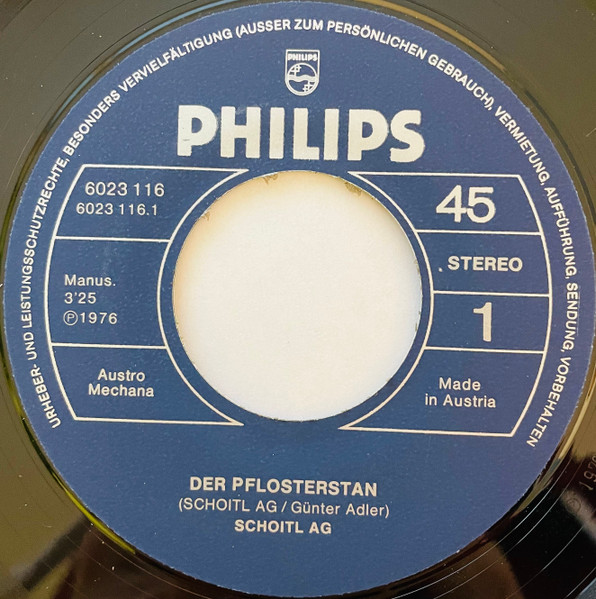 URHEBER- UND LEISTUNGSSCHUTZRECHTE, BESONDERS VERVIELFÄLTIGUNG (AUSSER ZUM PERSÖNLICHEN GEBRAUCH), VERMIETUNG, AUFFÜHRUNG, SENDUNG, VORBEHALTEN
PHILIPS
PHILIPS
6023 116
6023 116.1
45
STEREO
Manus.
3'25
Ⓟ1976
1
Austro
Mechana
Made
in Austria
DER PFLOSTERSTAN
(SCHOITL AG / Günter Adler)
SCHOITL AG